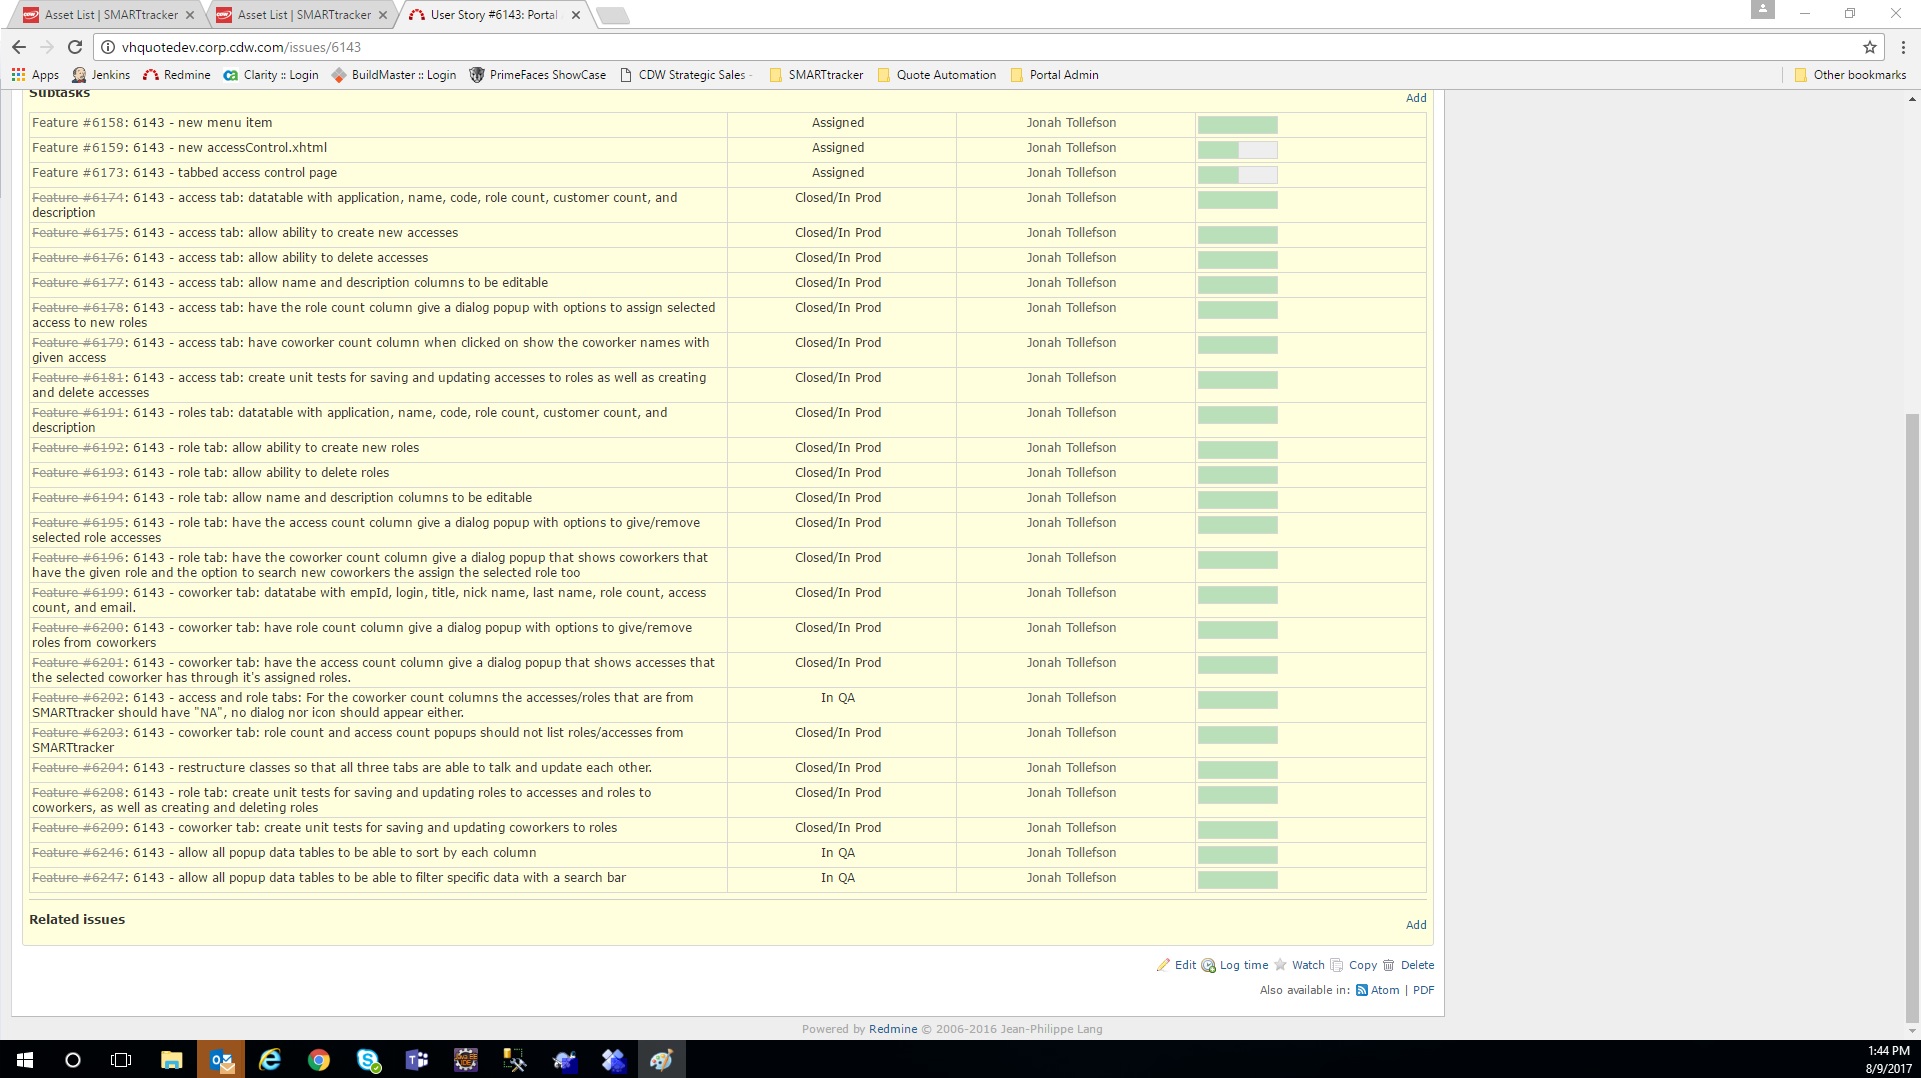 Asset List | SMARTtracker
Asset List | SMARTtracker
User Story #6143: Portal
vhquotedev.corp.cdw.com/issues/6143
Apps
Jenkins
Redmine
Clarity :: Login
BuildMaster :: Login
PrimeFaces ShowCase
CDW Strategic Sales -
SMARTtracker
Quote Automation
Portal Admin
Other bookmarks
Subtasks
Add
Feature #6158: 6143 - new menu item Assigned Jonah Tollefson
Feature #6159: 6143 - new accessControl.xhtml Assigned Jonah Tollefson
Feature #6173: 6143 - tabbed access control page Assigned Jonah Tollefson
Feature #6174: 6143 - access tab: datatable with application, name, code, role count, customer count, and Closed/In Prod Jonah Tollefson
description
Feature #6175: 6143 - access tab: allow ability to create new accesses Closed/In Prod Jonah Tollefson
Feature #6176: 6143 - access tab: allow ability to delete accesses Closed/In Prod Jonah Tollefson
Feature #6177: 6143 - access tab: allow name and description columns to be editable Closed/In Prod Jonah Tollefson
Feature #6178: 6143 - access tab: have the role count column give a dialog popup with options to assign selected Closed/In Prod Jonah Tollefson
access to new roles
Feature #6179: 6143 - access tab: have coworker count column when clicked on show the coworker names with Closed/In Prod Jonah Tollefson
given access
Feature #6181: 6143 - access tab: create unit tests for saving and updating accesses to roles as well as creating Closed/In Prod Jonah Tollefson
and delete accesses
Feature #6191: 6143 - roles tab: datatable with application, name, code, role count, customer count, and Closed/In Prod Jonah Tollefson
description
Feature #6192: 6143 - role tab: allow ability to create new roles Closed/In Prod Jonah Tollefson
Feature #6193: 6143 - role tab: allow ability to delete roles Closed/In Prod Jonah Tollefson
Feature #6194: 6143 - role tab: allow name and description columns to be editable Closed/In Prod Jonah Tollefson
Feature #6195: 6143 - role tab: have the access count column give a dialog popup with options to give/remove Closed/In Prod Jonah Tollefson
selected role accesses
Feature #6196: 6143 - role tab: have the coworker count column give a dialog popup that shows coworkers that Closed/In Prod Jonah Tollefson
have the given role and the option to search new coworkers the assign the selected role too
Feature #6199: 6143 - coworker tab: datatabe with empId, login, title, nick name, last name, role count, access Closed/In Prod Jonah Tollefson
count, and email.
Feature #6200: 6143 - coworker tab: have role count column give a dialog popup with options to give/remove Closed/In Prod Jonah Tollefson
roles from coworkers
Feature #6201: 6143 - coworker tab: have the access count column give a dialog popup that shows accesses that Closed/In Prod Jonah Tollefson
the selected coworker has through it's assigned roles.
Feature #6202: 6143 - access and role tabs: For the coworker count columns the accesses/roles that are from In QA Jonah Tollefson
SMARTtracker should have "NA", no dialog nor icon should appear either.
Feature #6203: 6143 - coworker tab: role count and access count popups should not list roles/accesses from Closed/In Prod Jonah Tollefson
SMARTtracker
Feature #6204: 6143 - restructure classes so that all three tabs are able to talk and update each other. Closed/In Prod Jonah Tollefson
Feature #6208: 6143 - role tab: create unit tests for saving and updating roles to accesses and roles to Closed/In Prod Jonah Tollefson
coworkers, as well as creating and deleting roles
Feature #6209: 6143 - coworker tab: create unit tests for saving and updating coworkers to roles Closed/In Prod Jonah Tollefson
Feature #6246: 6143 - allow all popup data tables to be able to sort by each column In QA Jonah Tollefson
Feature #6247: 6143 - allow all popup data tables to be able to filter specific data with a search bar In QA Jonah Tollefson
Related issues
Add
Edit Log time Watch Copy Delete
Also available in: Atom | PDF
Powered by Redmine © 2006-2016 Jean-Philippe Lang
1:44 PM
8/9/2017